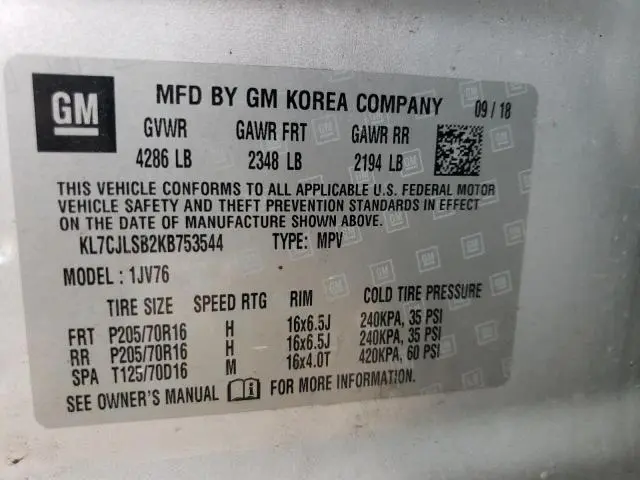 GM
MFD BY GM KOREA COMPANY 09 / 18
GVWR GAWR FRT GAWR RR
4286 LB 2348 LB 2194 LB
THIS VEHICLE CONFORMS TO ALL APPLICABLE U.S. FEDERAL MOTOR
VEHICLE SAFETY AND THEFT PREVENTION STANDARDS IN EFFECT
ON THE DATE OF MANUFACTURE SHOWN ABOVE.
KL7CJLSB2KB753544 TYPE: MPV
MODEL : 1JV76
TIRE SIZE SPEED RTG RIM COLD TIRE PRESSURE
FRT P205/70R16 H 16x6.5J 240KPA, 35 PSI
RR P205/70R16 H 16x6.5J 240KPA, 35 PSI
SPA T125/70D16 M 16x4.0T 420KPA, 60 PSI
SEE OWNER'S MANUAL FOR MORE INFORMATION.